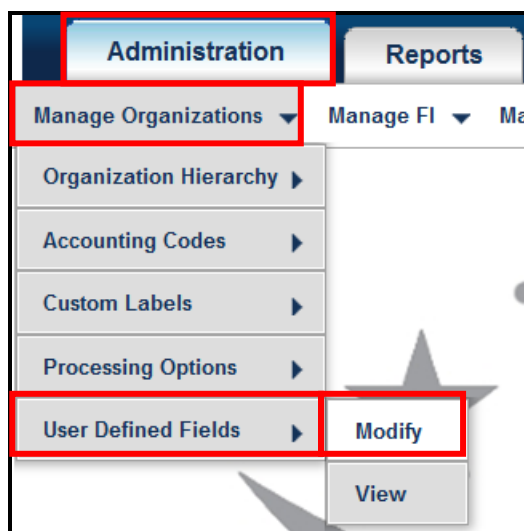 Administration Reports
Manage Organizations Manage FI Ma
Organization Hierarchy
Accounting Codes
Custom Labels
Processing Options
User Defined Fields Modify
View